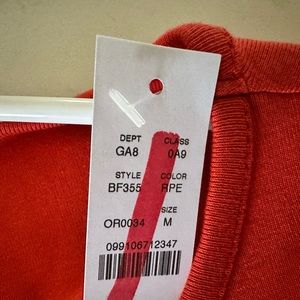 DEPT CLASS
GA8 0A9
STYLE COLOR
BF355 RPE
SIZE
OR0034 M
099106712347